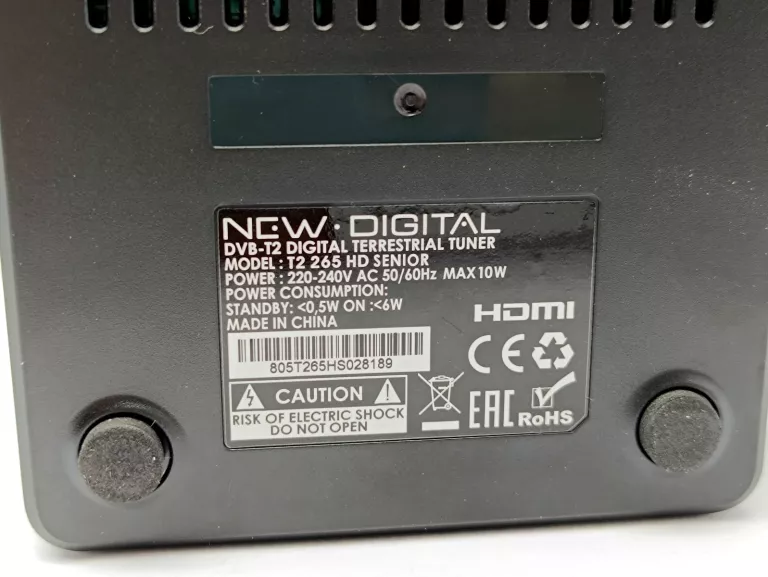 NEW·DIGITAL
DVB-T2 DIGITAL TERRESTRIAL TUNER
MODEL : T2 265 HD SENIOR
POWER : 220-240V AC 50/60Hz MAX10W
POWER CONSUMPTION:
STANDBY: <0,5W ON :<6W
MADE IN CHINA
HDMI
805T265HS028189
CE
CAUTION
RISK OF ELECTRIC SHOCK
DO NOT OPEN
EAC
RoHS